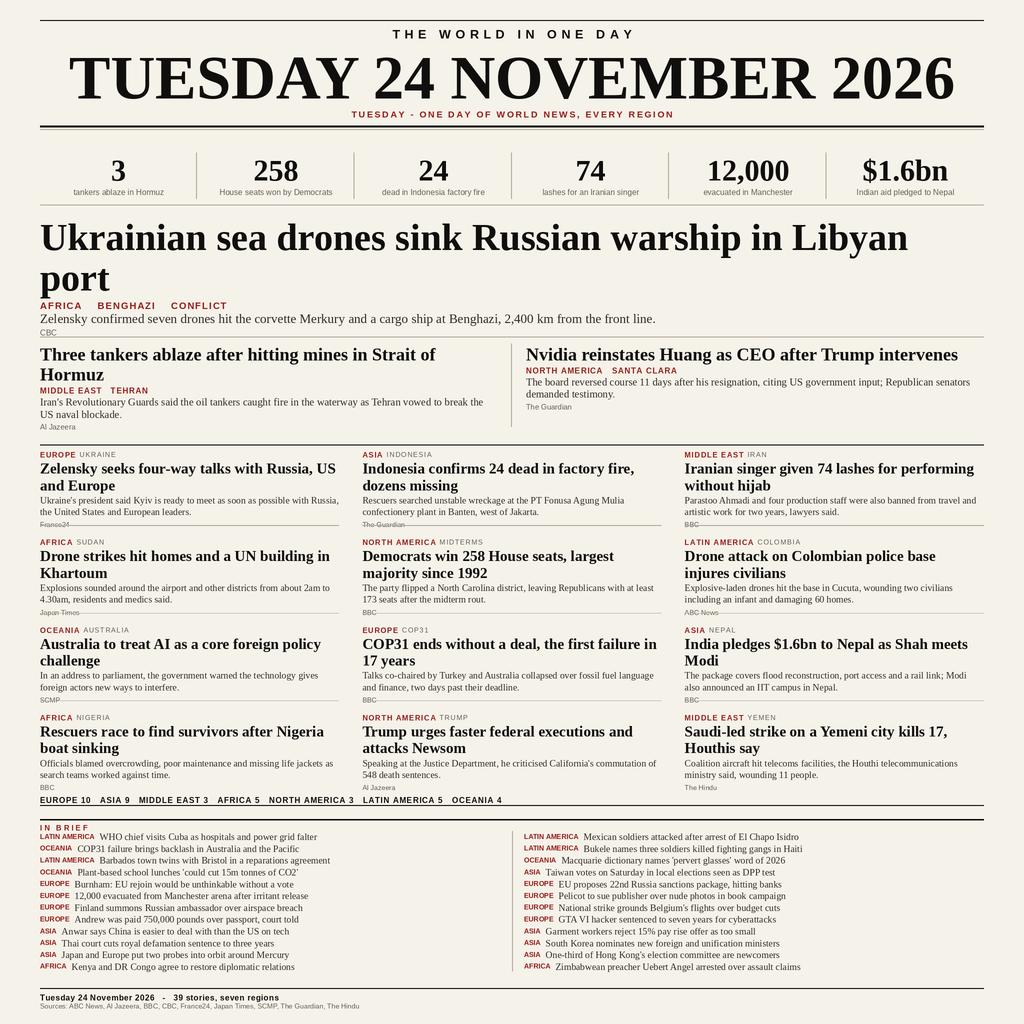 THE WORLD IN ONE DAY
TUESDAY 24 NOVEMBER 2026
TUESDAY - ONE DAY OF WORLD NEWS, EVERY REGION
3
tankers ablaze in Hormuz
258
House seats won by Democrats
24
dead in Indonesia factory fire
74
lashes for an Iranian singer
12,000
evacuated in Manchester
$1.6bn
Indian aid pledged to Nepal
Ukrainian sea drones sink Russian warship in Libyan
port
AFRICA BENGHAZI CONFLICT
Zelensky confirmed seven drones hit the corvette Merkury and a cargo ship at Benghazi, 2,400 km from the front line.
CBC
Three tankers ablaze after hitting mines in Strait of
Hormuz
MIDDLE EAST TEHRAN
Iran's Revolutionary Guards said the oil tankers caught fire in the waterway as Tehran vowed to break the
US naval blockade.
Al Jazeera
Nvidia reinstates Huang as CEO after Trump intervenes
NORTH AMERICA SANTA CLARA
The board reversed course 11 days after his resignation, citing US government input; Republican senators
demanded testimony.
The Guardian
EUROPE UKRAINE
Zelensky seeks four-way talks with Russia, US
and Europe
Ukraine's president said Kyiv is ready to meet as soon as possible with Russia,
the United States and European leaders.
France24
ASIA INDONESIA
Indonesia confirms 24 dead in factory fire,
dozens missing
Rescuers searched unstable wreckage at the PT Fonusa Agung Mulia
confectionery plant in Banten, west of Jakarta.
The Guardian
MIDDLE EAST IRAN
Iranian singer given 74 lashes for performing
without hijab
Parastoo Ahmadi and four production staff were also banned from travel and
artistic work for two years, lawyers said.
BBC
AFRICA SUDAN
Drone strikes hit homes and a UN building in
Khartoum
Explosions sounded around the airport and other districts from about 2am to
4.30am, residents and medics said.
Japan Times
NORTH AMERICA MIDTERMS
Democrats win 258 House seats, largest
majority since 1992
The party flipped a North Carolina district, leaving Republicans with at least
173 seats after the midterm rout.
BBC
LATIN AMERICA COLOMBIA
Drone attack on Colombian police base
injures civilians
Explosive-laden drones hit the base in Cucuta, wounding two civilians
including an infant and damaging 60 homes.
ABC News
OCEANIA AUSTRALIA
Australia to treat AI as a core foreign policy
challenge
In an address to parliament, the government warned the technology gives
foreign actors new ways to interfere.
SCMP
EUROPE COP31
COP31 ends without a deal, the first failure in
17 years
Talks co-chaired by Turkey and Australia collapsed over fossil fuel language
and finance, two days past their deadline.
BBC
ASIA NEPAL
India pledges $1.6bn to Nepal as Shah meets
Modi
The package covers flood reconstruction, port access and a rail link; Modi
also announced an IIT campus in Nepal.
BBC
AFRICA NIGERIA
Rescuers race to find survivors after Nigeria
boat sinking
Officials blamed overcrowding, poor maintenance and missing life jackets as
search teams worked against time.
BBC
NORTH AMERICA TRUMP
Trump urges faster federal executions and
attacks Newsom
Speaking at the Justice Department, he criticised California's commutation of
548 death sentences.
Al Jazeera
MIDDLE EAST YEMEN
Saudi-led strike on a Yemeni city kills 17,
Houthis say
Coalition aircraft hit telecoms facilities, the Houthi telecommunications
ministry said, wounding 11 people.
The Hindu
EUROPE 10 ASIA 9 MIDDLE EAST 3 AFRICA 5 NORTH AMERICA 3 LATIN AMERICA 5 OCEANIA 4
IN BRIEF
LATIN AMERICA WHO chief visits Cuba as hospitals and power grid falter
OCEANIA COP31 failure brings backlash in Australia and the Pacific
LATIN AMERICA Barbados town twins with Bristol in a reparations agreement
OCEANIA Plant-based school lunches 'could cut 15m tonnes of CO2'
EUROPE Burnham: EU rejoin would be unthinkable without a vote
EUROPE 12,000 evacuated from Manchester arena after irritant release
EUROPE Finland summons Russian ambassador over airspace breach
EUROPE Andrew was paid 750,000 pounds over passport, court told
ASIA Anwar says China is easier to deal with than the US on tech
ASIA Thai court cuts royal defamation sentence to three years
ASIA Japan and Europe put two probes into orbit around Mercury
AFRICA Kenya and DR Congo agree to restore diplomatic relations
LATIN AMERICA Mexican soldiers attacked after arrest of El Chapo Isidro
LATIN AMERICA Bukele names three soldiers killed fighting gangs in Haiti
OCEANIA Macquarie dictionary names 'pervert glasses' word of 2026
ASIA Taiwan votes on Saturday in local elections seen as DPP test
EUROPE EU proposes 22nd Russia sanctions package, hitting banks
EUROPE Pelicot to sue publisher over nude photos in book campaign
EUROPE National strike grounds Belgium's flights over budget cuts
EUROPE GTA VI hacker sentenced to seven years for cyberattacks
ASIA Garment workers reject 15% pay rise offer as too small
ASIA South Korea nominates new foreign and unification ministers
ASIA One-third of Hong Kong's election committee are newcomers
AFRICA Zimbabwean preacher Uebert Angel arrested over assault claims
Tuesday 24 November 2026 - 39 stories, seven regions
Sources: ABC News, Al Jazeera, BBC, CBC, France24, Japan Times, SCMP, The Guardian, The Hindu